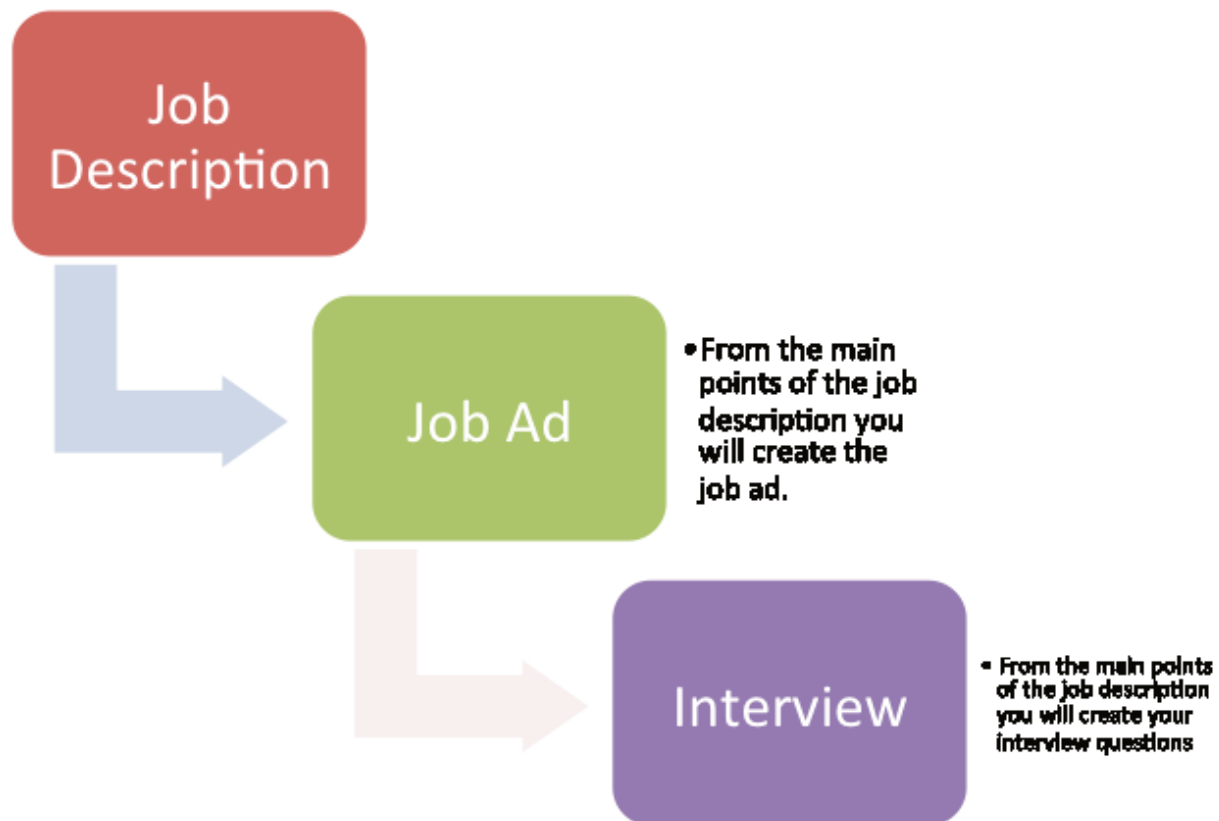 Job
Description
Job Ad
•From the main
points of the job
description you
will create the
job ad.
Interview
• From the main points
of the job description
you will create your
interview questions